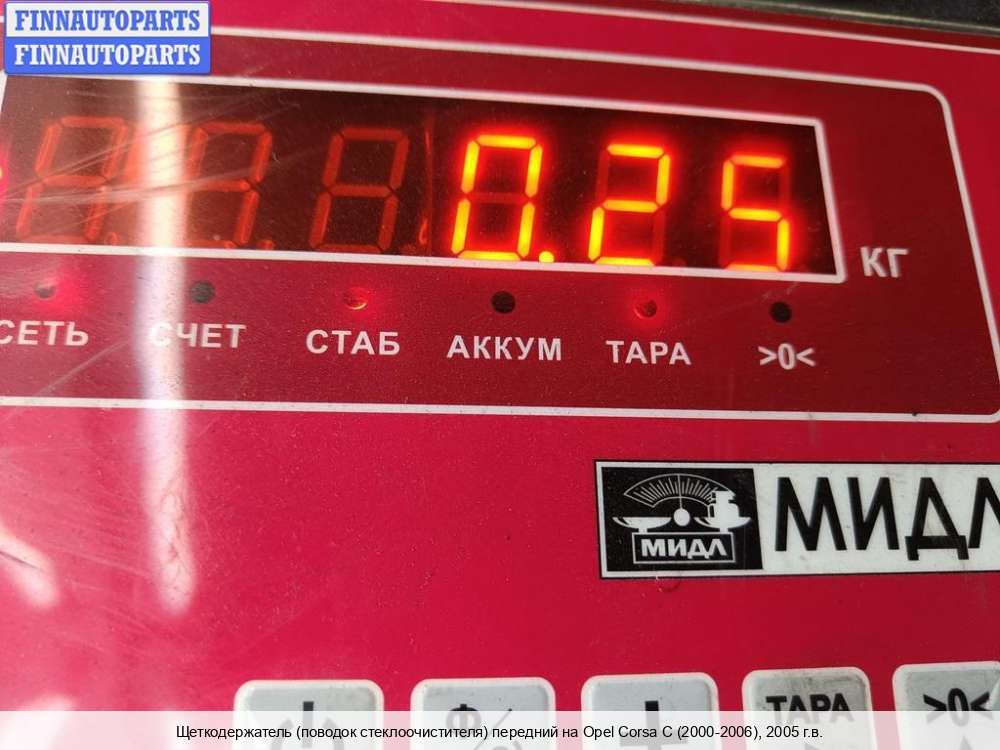 FINNAUTOPARTS
FINNAUTOPARTS
0.25
КГ
СЕТЬ СЧЕТ СТАБ АККУМ ТАРА >0<
МИДЛ МИДЛ
ТАРА >0<
Щеткодержатель (поводок стеклоочистителя) передний на Opel Corsa C (2000-2006), 2005 г.в.